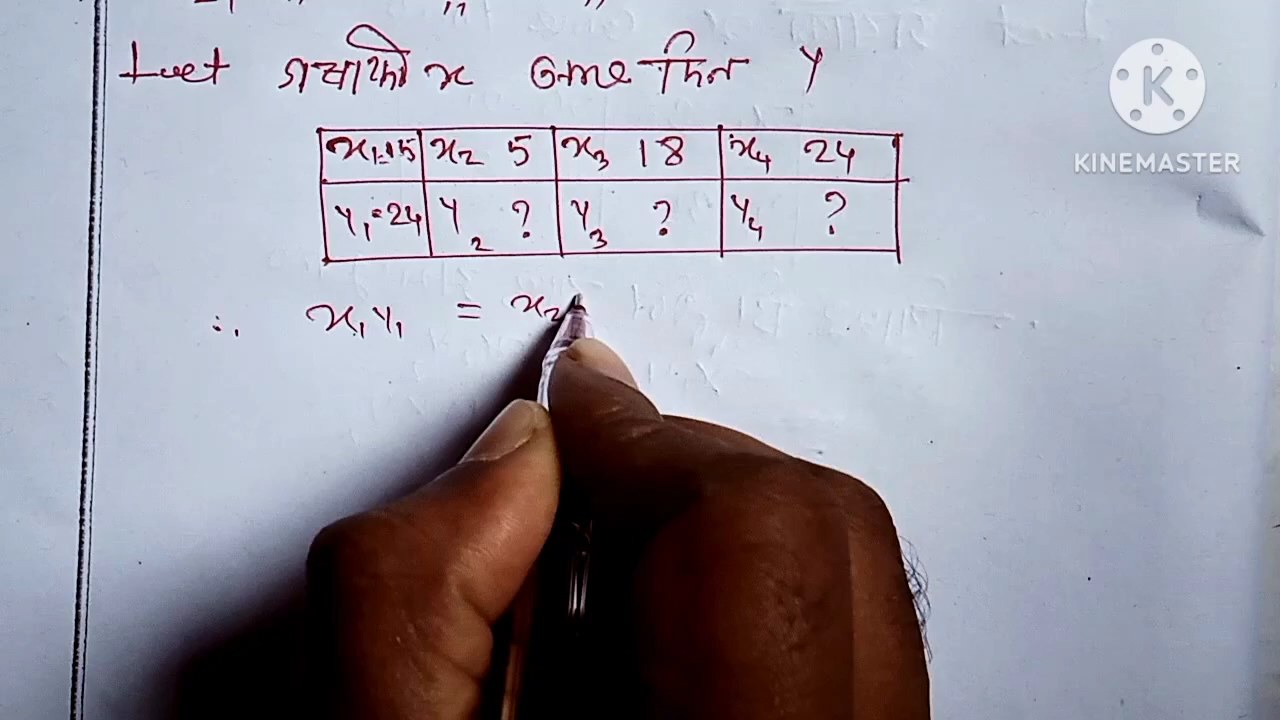 Let x दिन Y
K
KINEMASTER
x₁=15 x₂ 5 x₃ 18 x₄ 24
Y₁=24 Y₂ ? Y₃ ? Y₄ ?
∴ x₁Y₁ = x₂